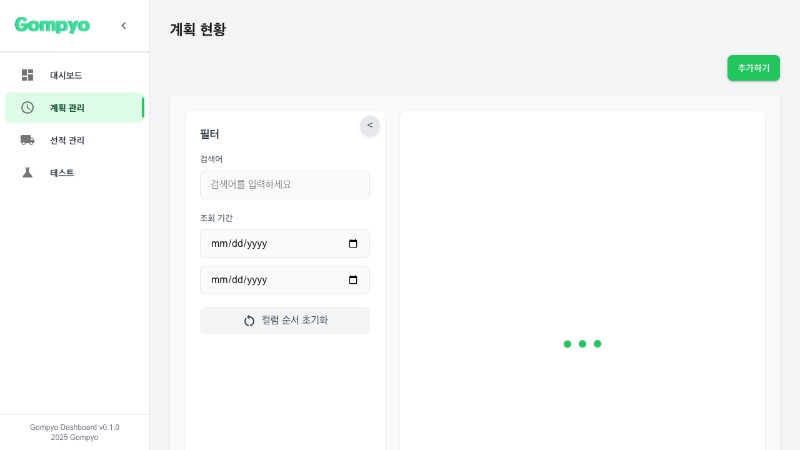 Gompyo
대시보드
계획 관리
선적 관리
테스트
Gompyo Dashboard v0.1.0
2025 Gompyo
계획 현황
추가하기
필터
<
검색어
검색어를 입력하세요
조회 기간
mm/dd/yyyy
mm/dd/yyyy
컬럼 순서 초기화